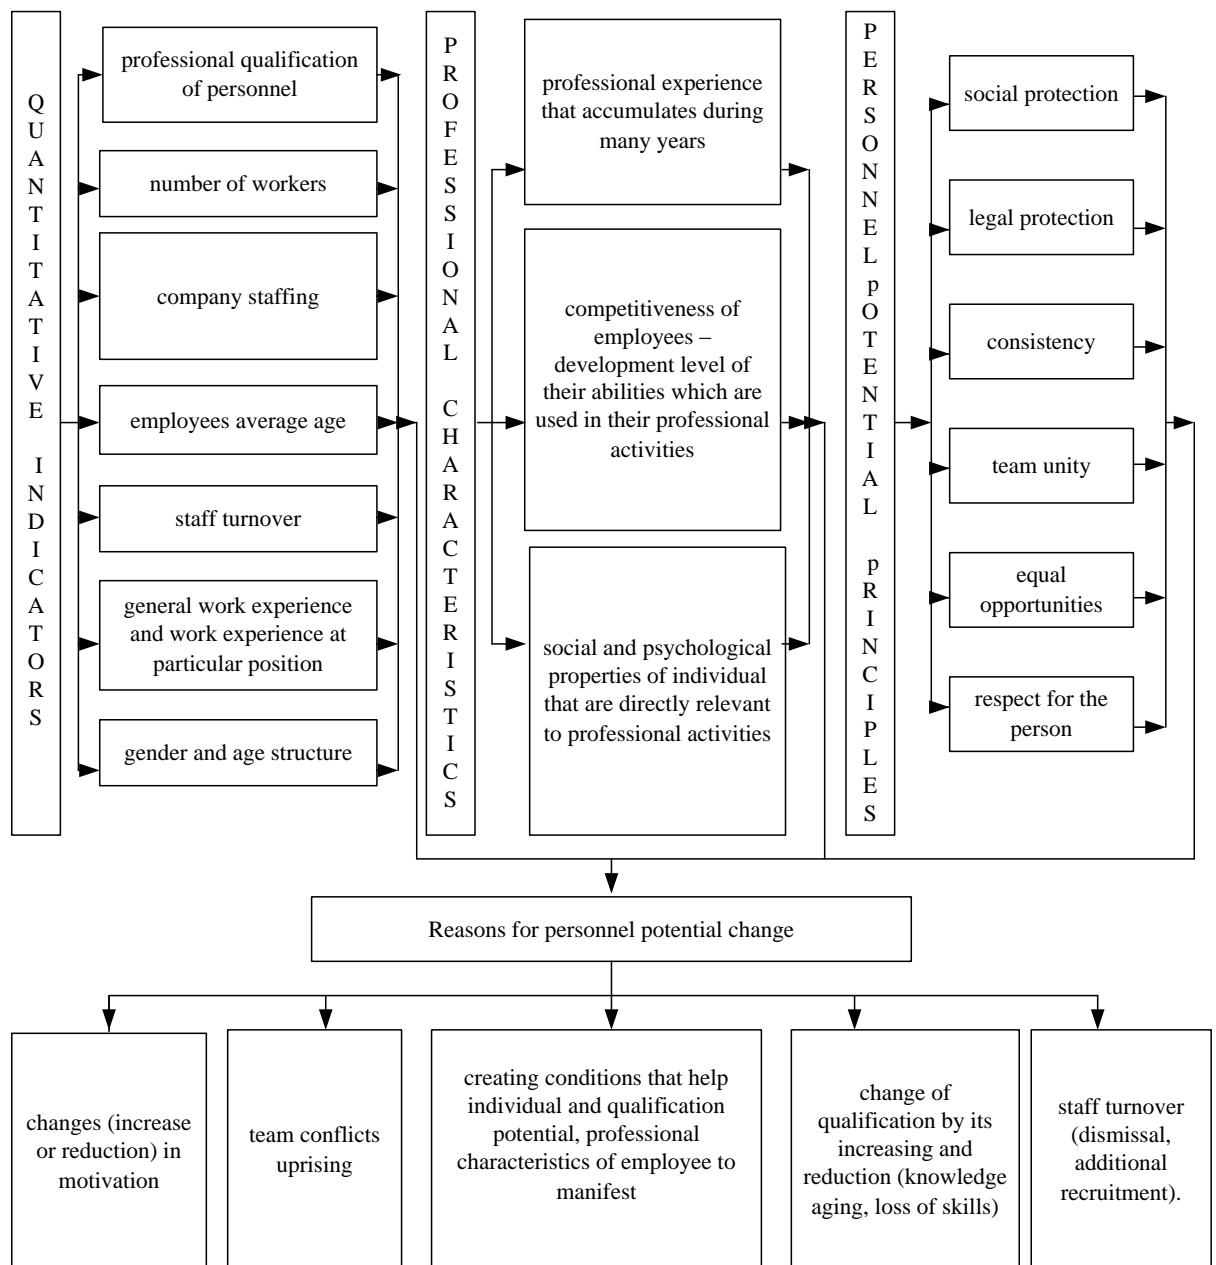 QUANTITATIVE INDICATORS
professional qualification
of personnel
number of workers
company staffing
employees average age
staff turnover
general work experience
and work experience at
particular position
gender and age structure
PROFESSIONAL CHARACTERISTICS
professional experience
that accumulates during
many years
competitiveness of
employees –
development level of
their abilities which are
used in their professional
activities
social and psychological
properties of individual
that are directly relevant
to professional activities
PERSONNEL pOTENTIAL pRINCIPLES
social protection
legal protection
consistency
team unity
equal
opportunities
respect for the
person
Reasons for personnel potential change
changes (increase
or reduction) in
motivation
team conflicts
uprising
creating conditions that help
individual and qualification
potential, professional
characteristics of employee to
manifest
change of
qualification by its
increasing and
reduction (knowledge
aging, loss of skills)
staff turnover
(dismissal,
additional
recruitment).